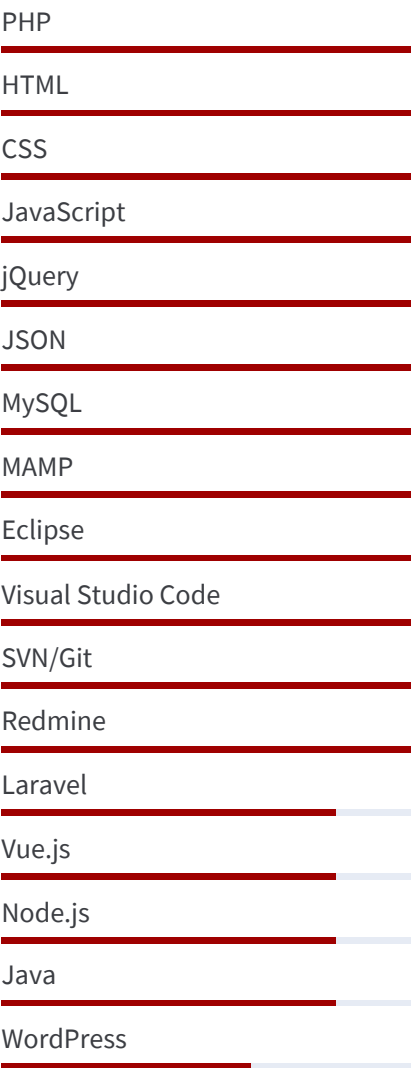 PHP
HTML
CSS
JavaScript
jQuery
JSON
MySQL
MAMP
Eclipse
Visual Studio Code
SVN/Git
Redmine
Laravel
Vue.js
Node.js
Java
WordPress